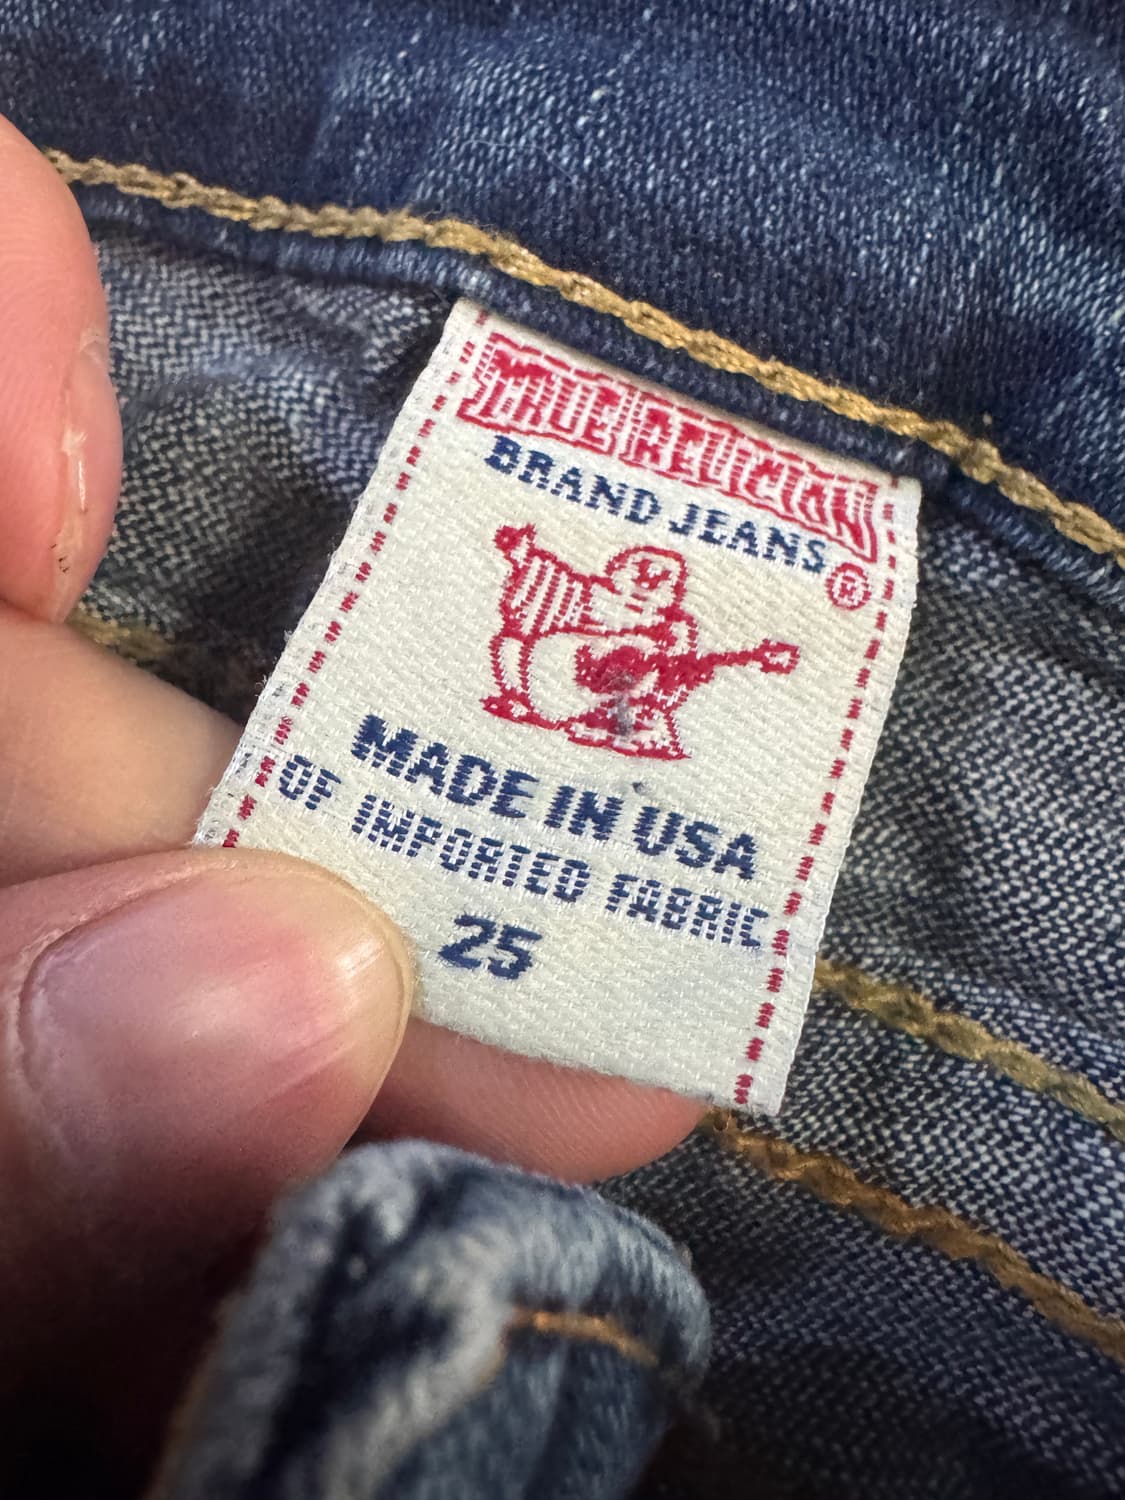 TRUE RELIGION
BRAND JEANS
®
MADE IN USA
OF IMPORTED FABRIC
25